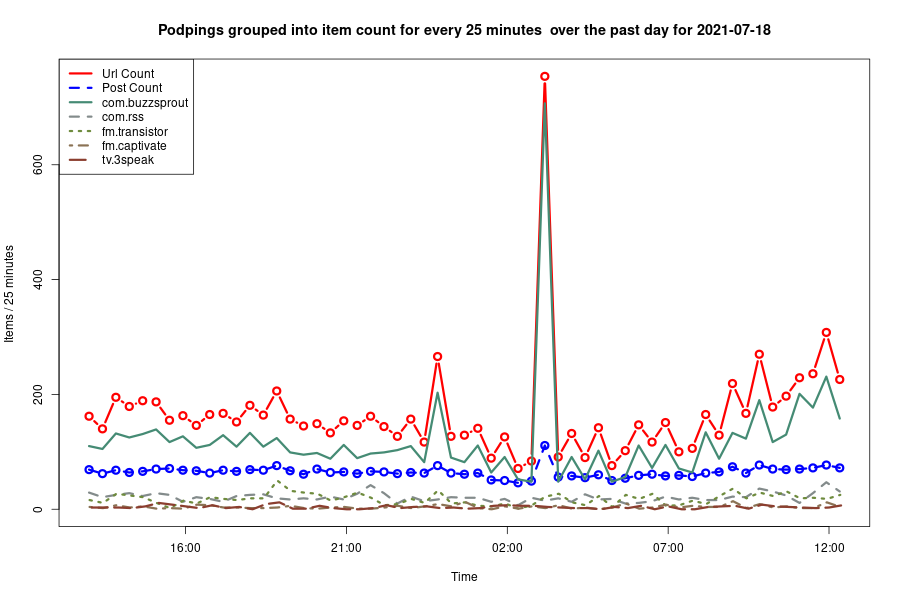 Podpings grouped into item count for every 25 minutes  over the past day for 2021-07-18
Url Count
Post Count
com.buzzsprout
com.rss
fm.transistor
fm.captivate
tv.3speak
Items / 25 minutes
600
400
200
0
16:00
21:00
02:00
07:00
12:00
Time